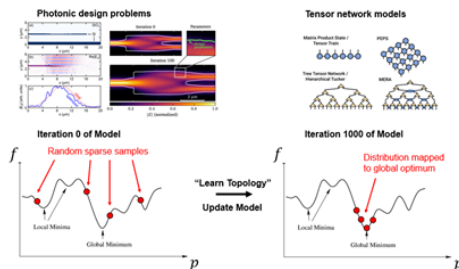 Photonic design problems
Tensor network models
Iteration 0
Parameters
Iteration 100
Matrix Product State /
Tensor Train
PEPS
Tree Tensor Network /
Hierarchical Tucker
MERA
Iteration 0 of Model
Iteration 1000 of Model
f
Random sparse samples
Local Minima
Global Minimum
p
“Learn Topology”
Update Model
f
Distribution mapped
to global optimum
Local Minima
Global Minimum
p